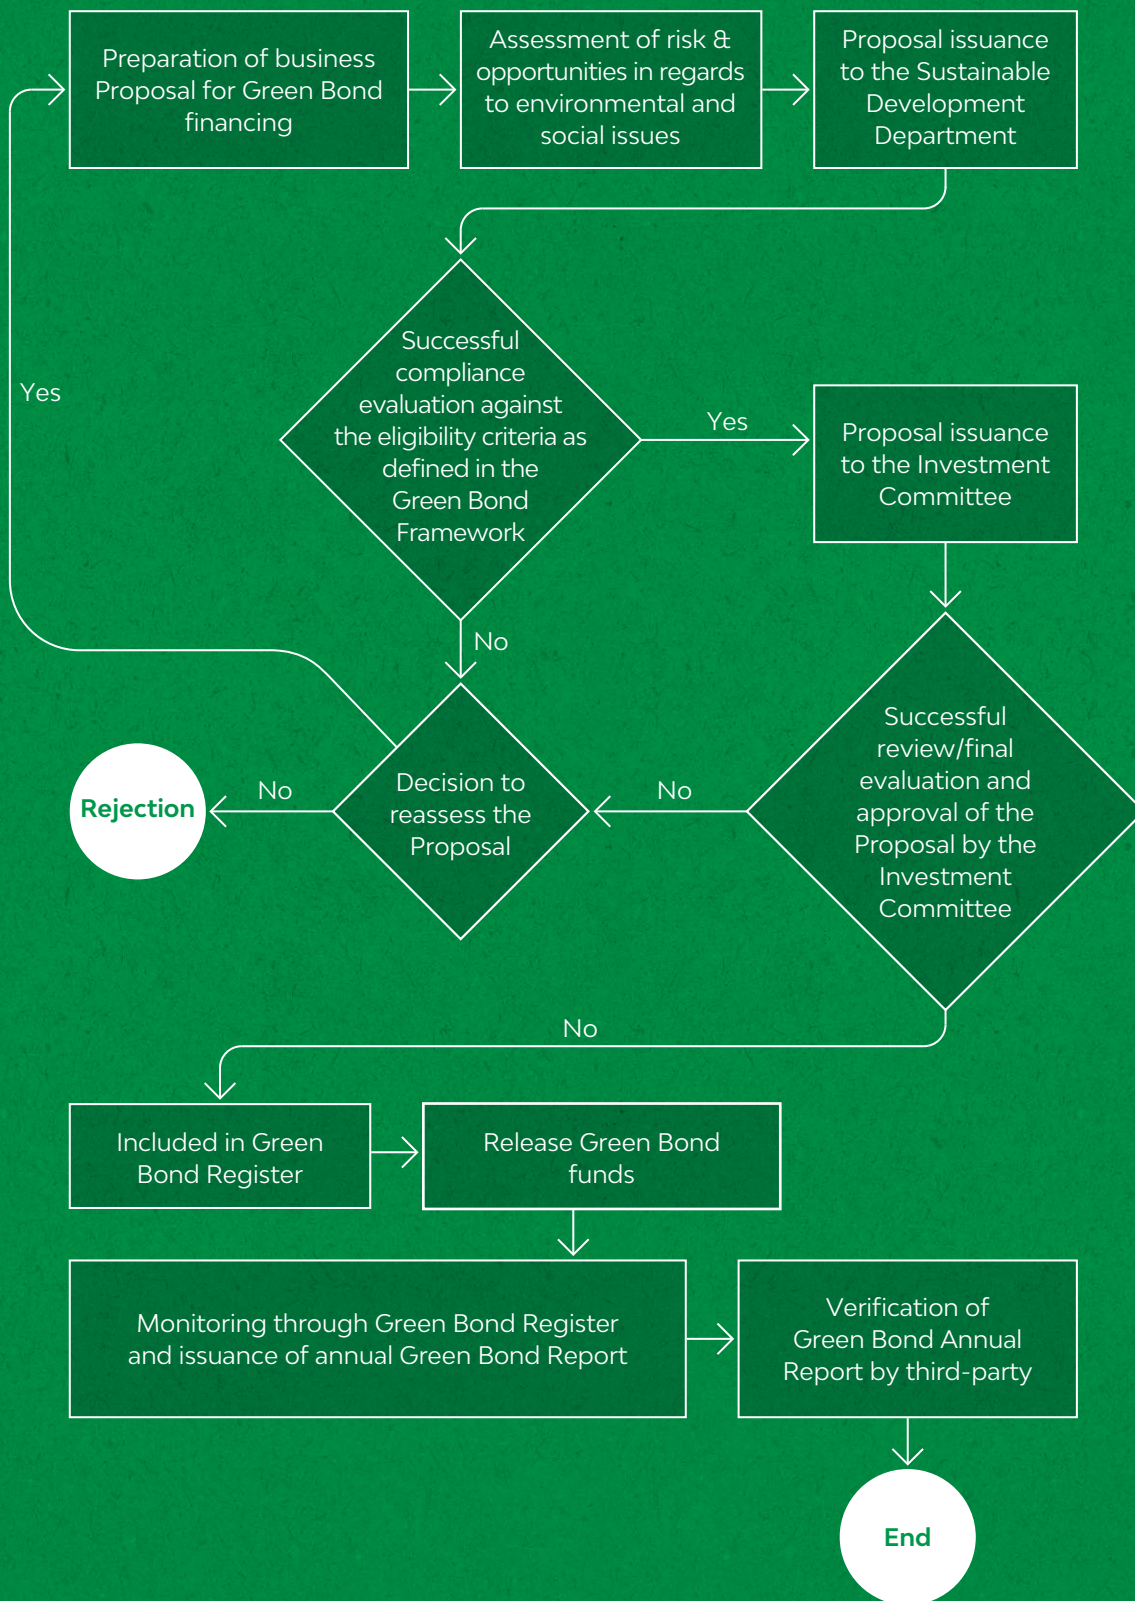 Preparation of business
Proposal for Green Bond
financing
Assessment of risk &
opportunities in regards
to environmental and
social issues
Proposal issuance
to the Sustainable
Development
Department
Successful
compliance
evaluation against
the eligibility criteria as
defined in the
Green Bond
Framework
Yes
Yes
Proposal issuance
to the Investment
Committee
No
Successful
review/final
evaluation and
approval of the
Proposal by the
Investment
Committee
No
Decision to
reassess the
Proposal
No
Rejection
No
Included in Green
Bond Register
Release Green Bond
funds
Monitoring through Green Bond Register
and issuance of annual Green Bond Report
Verification of
Green Bond Annual
Report by third-party
End